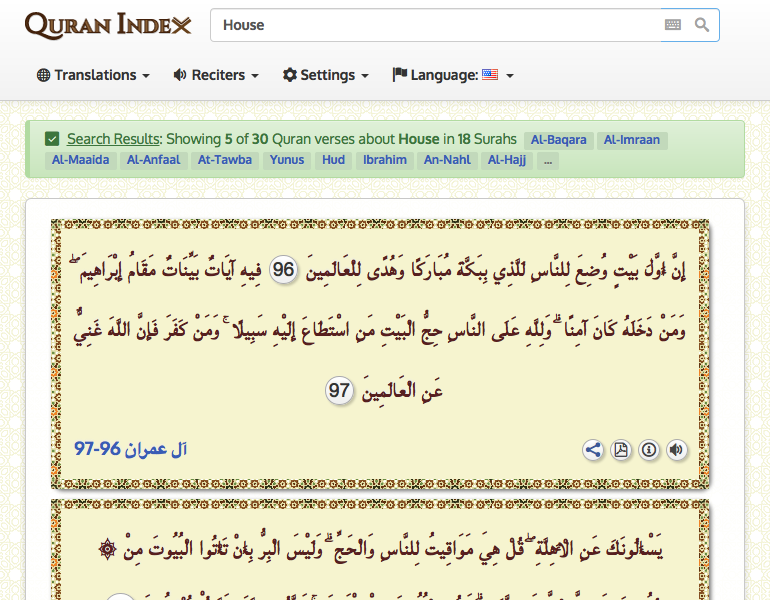 QURAN INDEX
House
Translations
Reciters
Settings
Language:
Search Results: Showing 5 of 30 Quran verses about House in 18 Surahs Al-Baqara Al-Imraan
Al-Maaida Al-Anfaal At-Tawba Yunus Hud Ibrahim An-Nahl Al-Hajj ...
إِنَّ أَوَّلَ بَيْتٍ وُضِعَ لِلنَّاسِ لَلَّذِي بِبَكَّةَ مُبَارَكًا وَهُدًى لِلْعَالَمِينَ 96 فِيهِ آيَاتٌ بَيِّنَاتٌ مَقَامُ إِبْرَاهِيمَ ۖ
وَمَنْ دَخَلَهُ كَانَ آمِنًا ۗ وَلِلَّهِ عَلَى النَّاسِ حِجُّ الْبَيْتِ مَنِ اسْتَطَاعَ إِلَيْهِ سَبِيلًا ۚ وَمَنْ كَفَرَ فَإِنَّ اللَّهَ غَنِيٌّ
عَنِ الْعَالَمِينَ 97
آل عمران 96-97
يَسْأَلُونَكَ عَنِ الْأَهِلَّةِ ۖ قُلْ هِيَ مَوَاقِيتُ لِلنَّاسِ وَالْحَجِّ ۗ وَلَيْسَ الْبِرُّ بِأَنْ تَأْتُوا الْبُيُوتَ مِنْ ۞